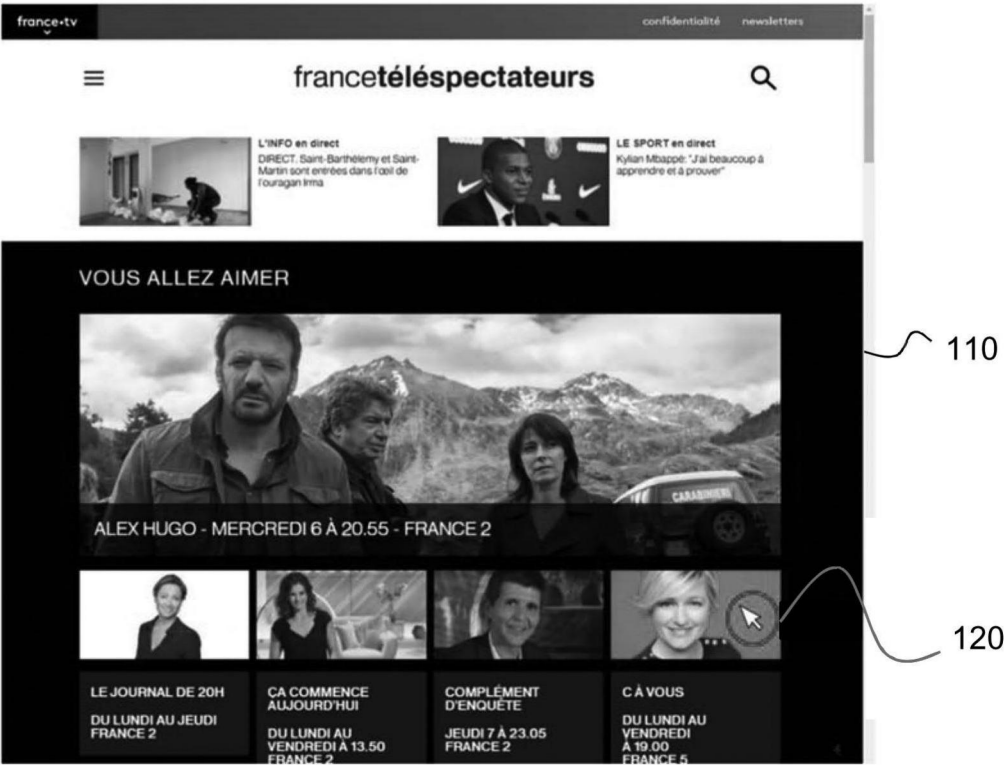 france•tv
confidentialité newsletters
francetéléspectateurs
L'INFO en direct
DIRECT. Saint-Barthélemy et Saint-
Martin sont entrées dans l'œil de
l'ouragan Irma
LE SPORT en direct
Kylian Mbappé: "J'ai beaucoup à
apprendre et à prouver"
VOUS ALLEZ AIMER
CARABINIERI
ALEX HUGO - MERCREDI 6 À 20.55 - FRANCE 2
110
120
LE JOURNAL DE 20H
DU LUNDI AU JEUDI
FRANCE 2
ÇA COMMENCE
AUJOURD'HUI
DU LUNDI AU
VENDREDI À 13.50
FRANCE 2
COMPLÉMENT
D'ENQUÊTE
JEUDI 7 À 23.05
FRANCE 2
C À VOUS
DU LUNDI AU
VENDREDI
À 19.00
FRANCE 5
4